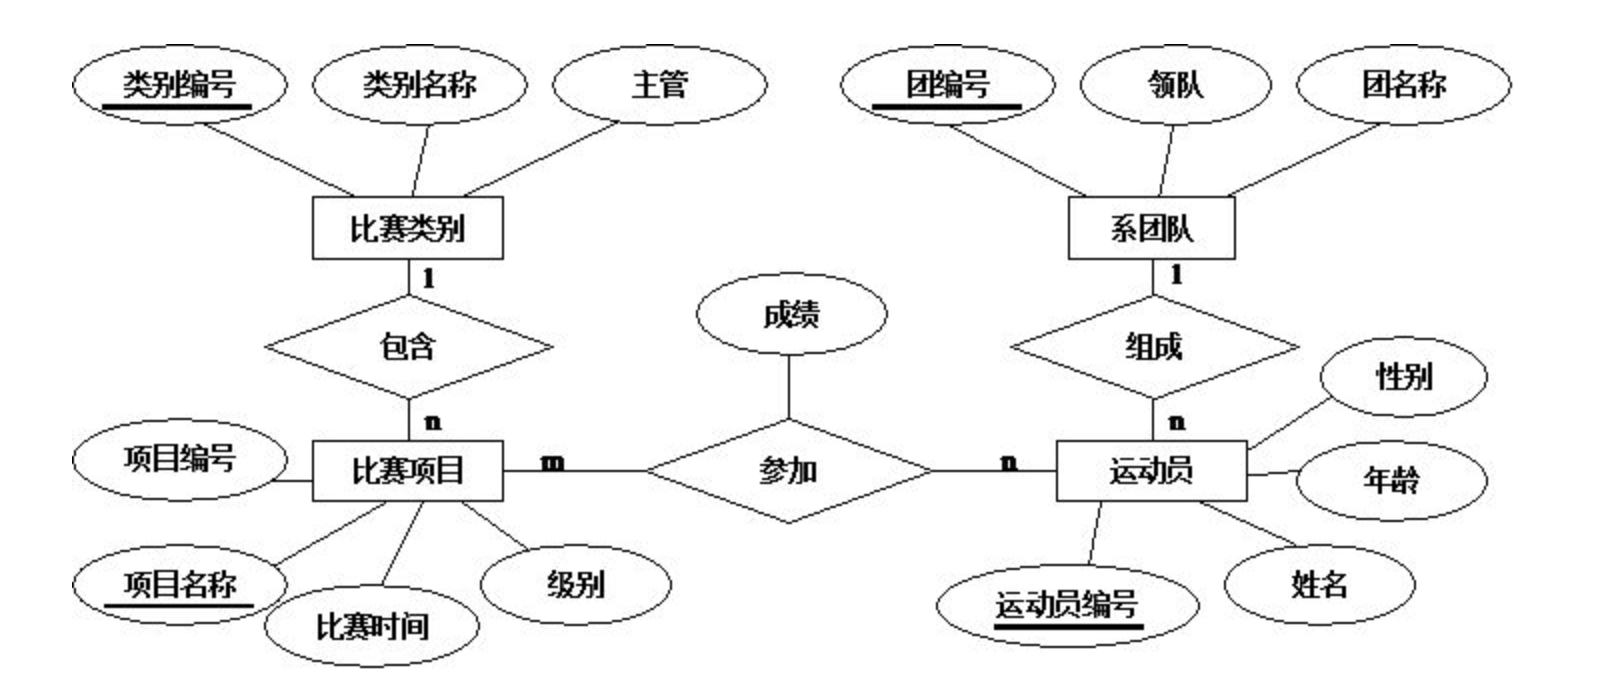 类别编号
类别名称
主管
团编号
领队
团名称
比赛类别
系团队
1
1
成绩
包含
组成
性别
n
n
项目编号
比赛项目
m
参加
n
运动员
年龄
项目名称
比赛时间
级别
运动员编号
姓名